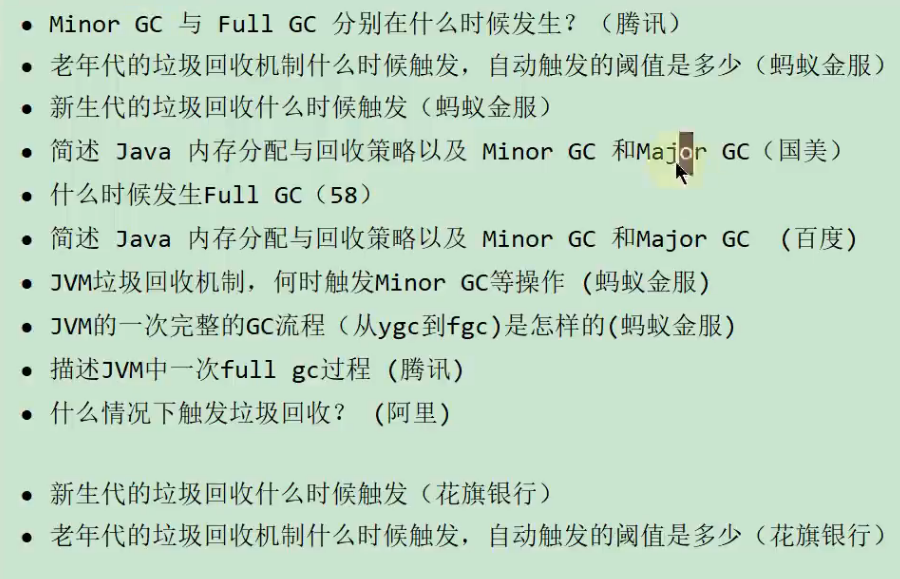 • Minor GC 与 Full GC 分别在什么时候发生？（腾讯）
• 老年代的垃圾回收机制什么时候触发，自动触发的阈值是多少（蚂蚁金服）
• 新生代的垃圾回收什么时候触发（蚂蚁金服）
• 简述 Java 内存分配与回收策略以及 Minor GC 和Major GC（国美）
• 什么时候发生Full GC（58）
• 简述 Java 内存分配与回收策略以及 Minor GC 和Major GC （百度）
• JVM垃圾回收机制，何时触发Minor GC等操作 (蚂蚁金服)
• JVM的一次完整的GC流程（从ygc到fgc)是怎样的(蚂蚁金服)
• 描述JVM中一次full gc过程 (腾讯)
• 什么情况下触发垃圾回收？ (阿里)
• 新生代的垃圾回收什么时候触发（花旗银行）
• 老年代的垃圾回收机制什么时候触发，自动触发的阈值是多少（花旗银行）